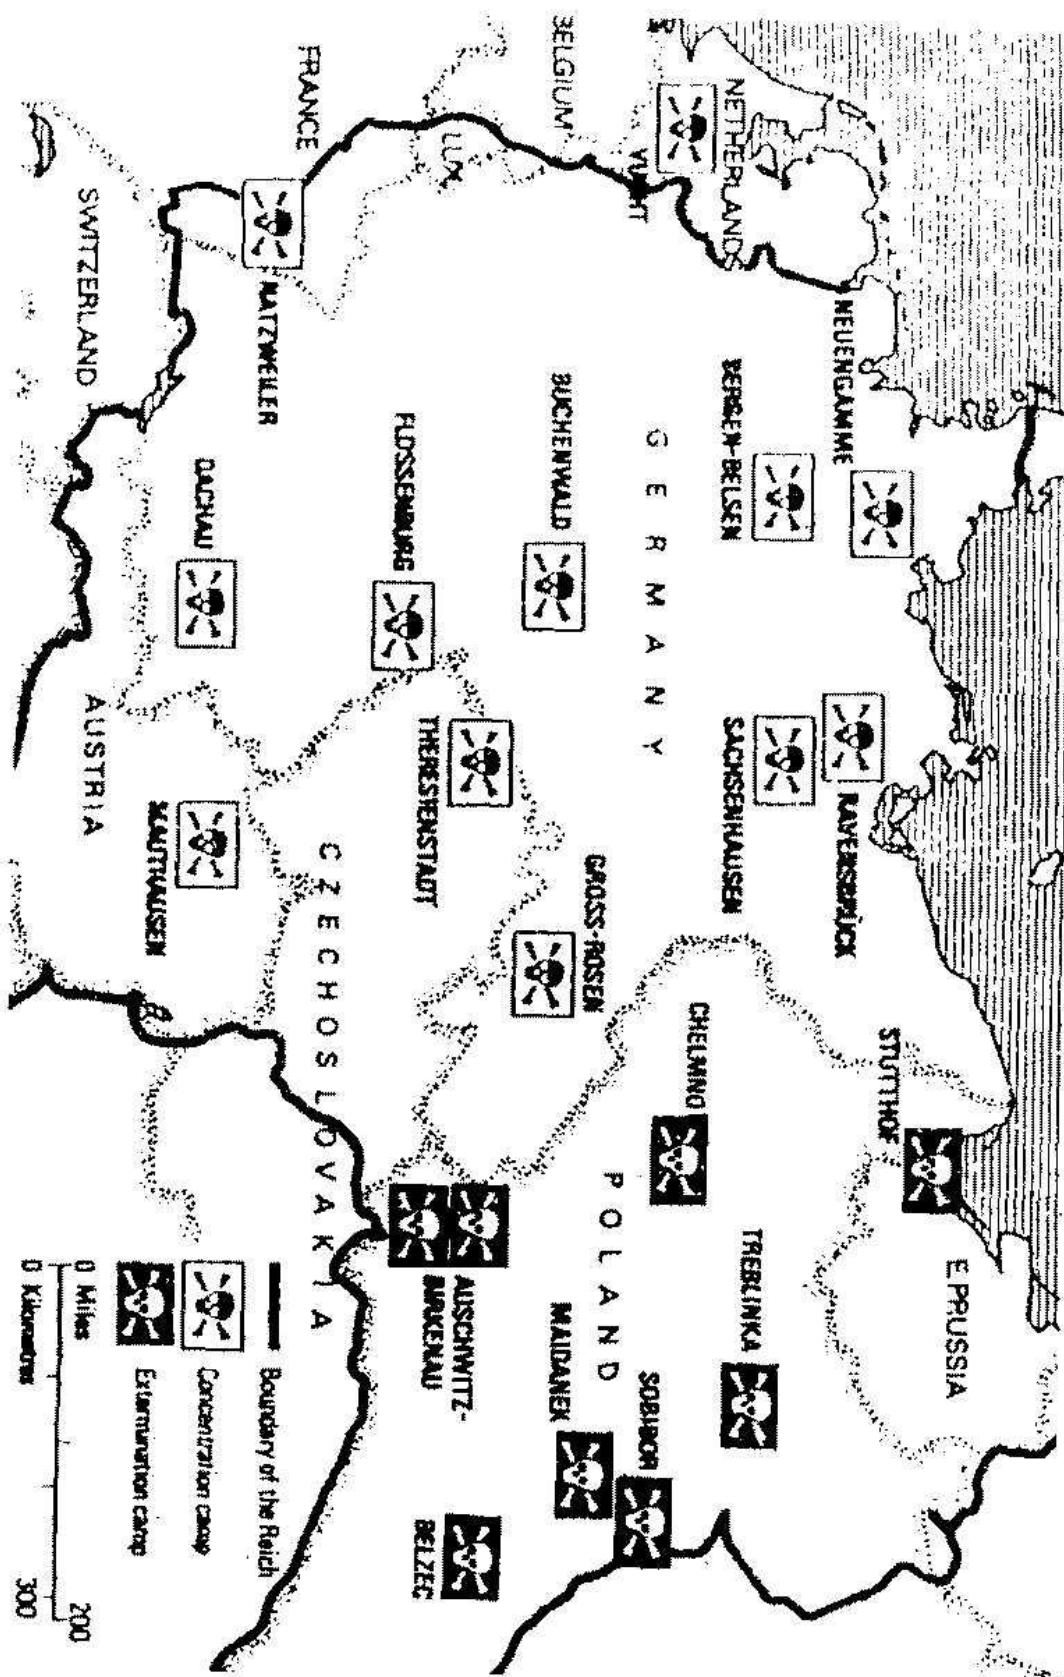 NEUENGAMME
STUTTHOF
E PRUSSIA
RAVENSBRÜCK
NETHERLANDS
BERGEN-BELSEN
SACHSENHAUSEN
TREBLINKA
CHELMNO
GERMANY
SOBIBOR
BELGIUM
BUCHENWALD
GROSS-ROSEN
POLAND
MAIDANEK
LUX
THERESIENSTADT
AUSCHWITZ-
BIRKENAU
FLOSSENBURG
BELZEC
FRANCE
CZECHOSLOVAKIA
NATZWEILER
DACHAU
MAUTHAUSEN
SWITZERLAND
AUSTRIA
Boundary of the Reich
Concentration camp
Extermination camp
0 Miles 200
0 Kilometres 300